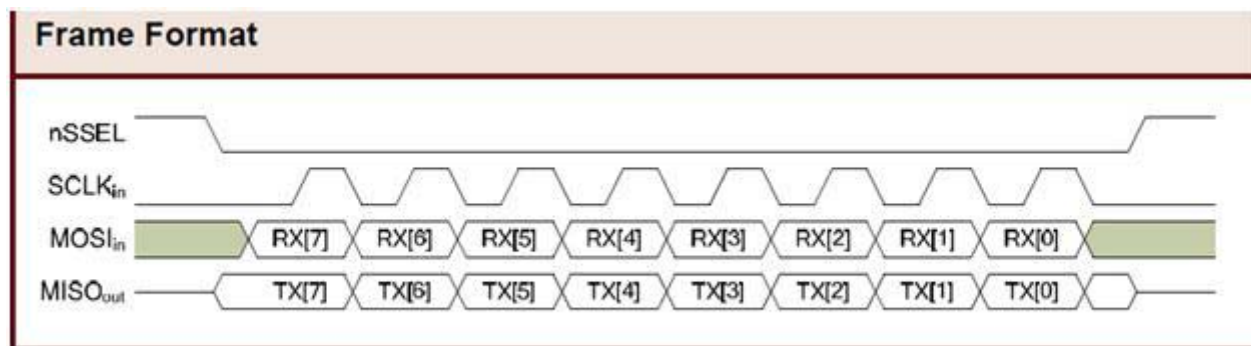 Frame Format
nSSEL
SCLKin
MOSIin RX[7] RX[6] RX[5] RX[4] RX[3] RX[2] RX[1] RX[0]
MISOout TX[7] TX[6] TX[5] TX[4] TX[3] TX[2] TX[1] TX[0]